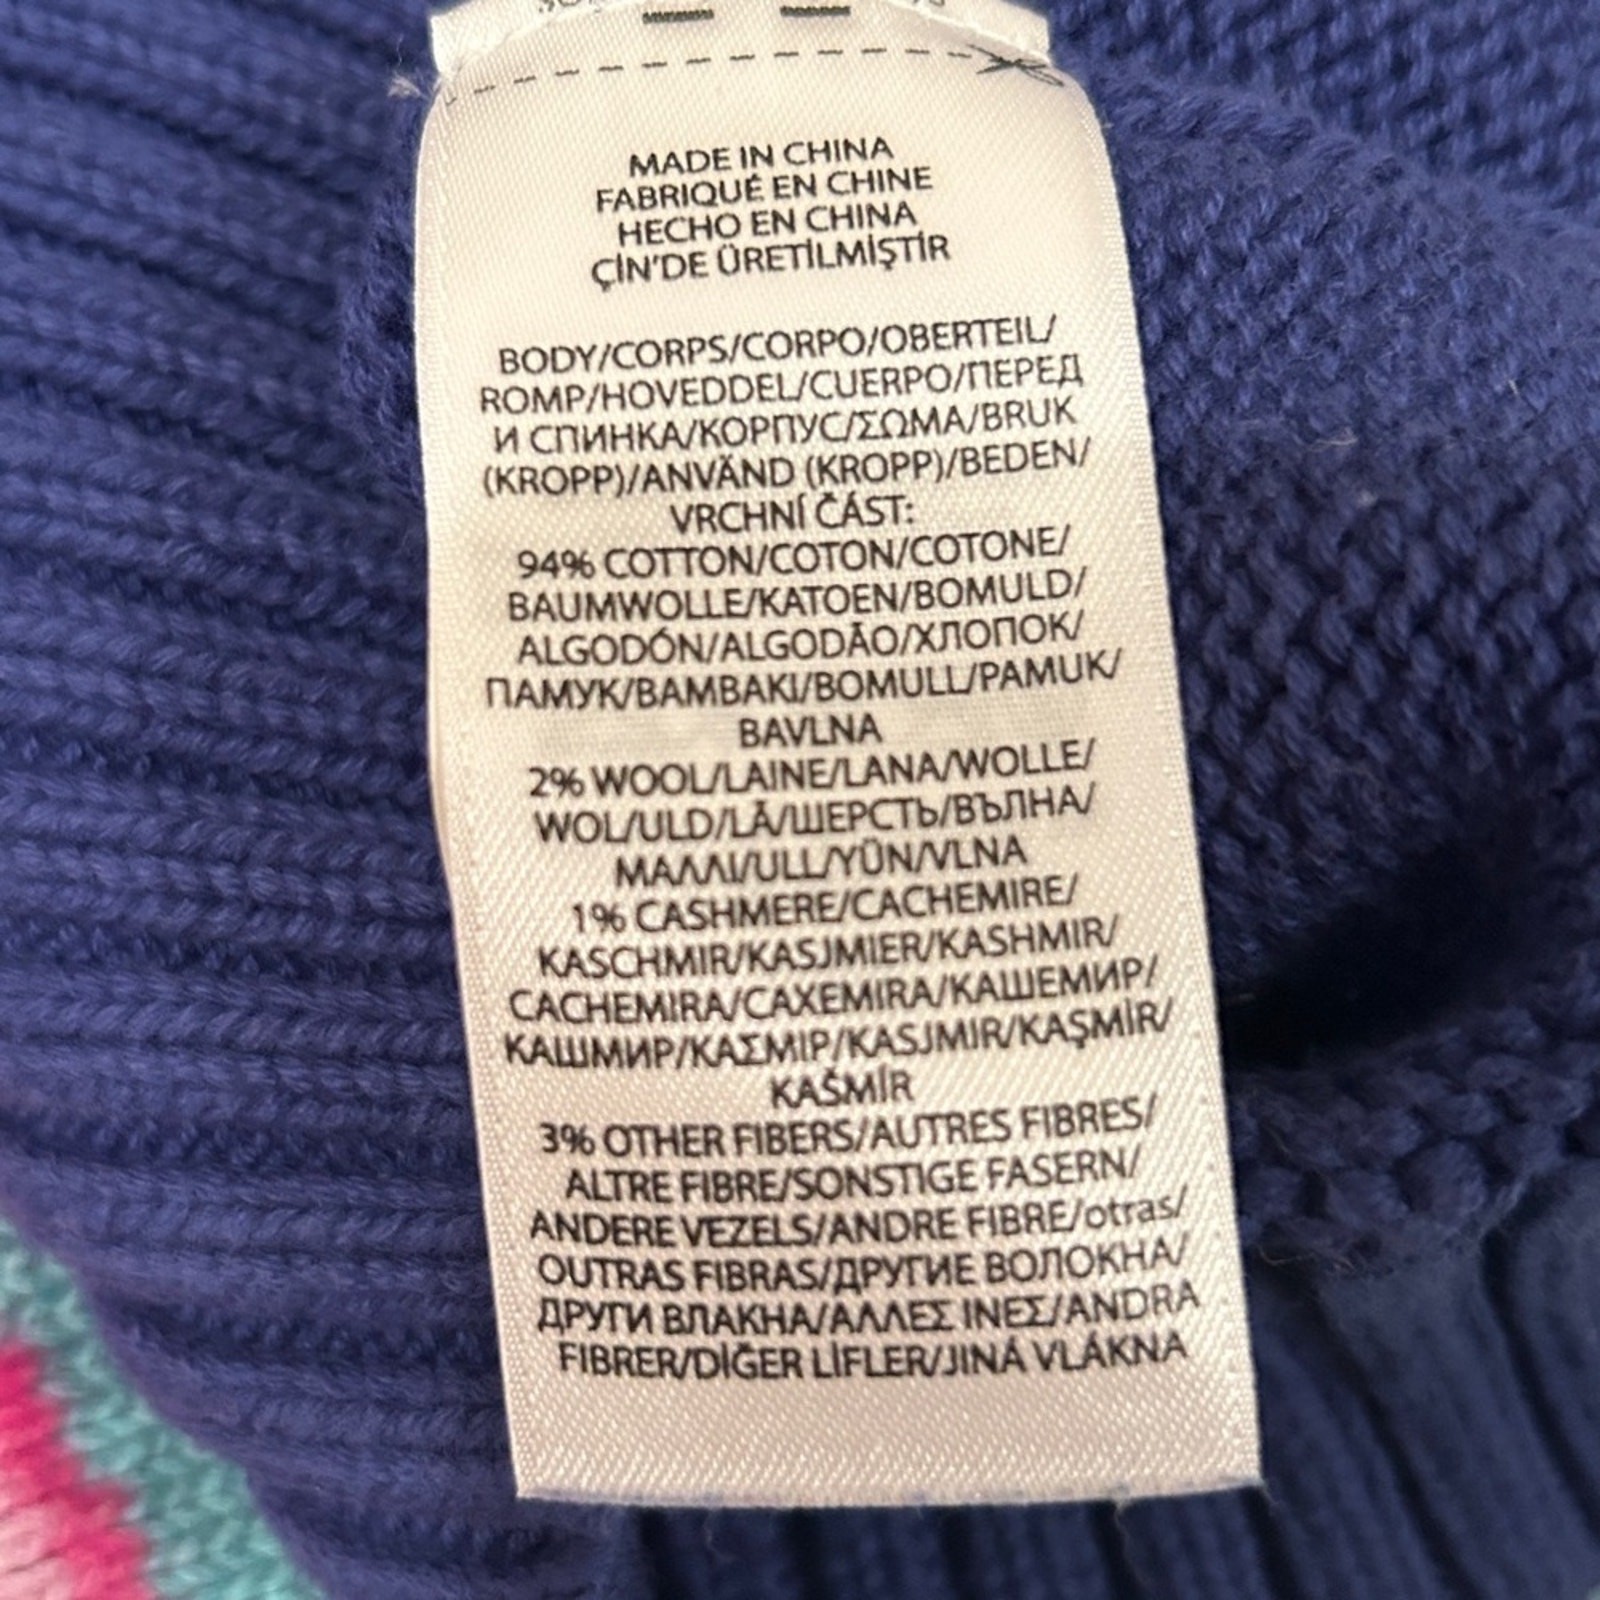 MADE IN CHINA
FABRIQUÉ EN CHINE
HECHO EN CHINA
ÇİN'DE ÜRETİLMİŞTİR
BODY/CORPS/CORPO/OBERTEIL/
ROMP/HOVEDDEL/CUERPO/ПЕРЕД
И СПИНКА/КОРПУС/ΣΩΜΑ/BRUK
(KROPP)/ANVÄND (KROPP)/BEDEN/
VRCHNÍ ČÁST:
94% COTTON/COTON/COTONE/
BAUMWOLLE/KATOEN/BOMULD/
ALGODÓN/ALGODÃO/ХЛОПОК/
ПАМУК/ΒΑΜΒΑΚΙ/BOMULL/PAMUK/
BAVLNA
2% WOOL/LAINE/LANA/WOLLE/
WOL/ULD/LÃ/ШЕРСТЬ/ВЪЛНА/
ΜΑΛΛΙ/ULL/YÜN/VLNA
1% CASHMERE/CACHEMIRE/
KASCHMIR/KASJMIER/KASHMIR/
CACHEMIRA/CAXEMIRA/КАШЕМИР/
КАШМИР/ΚΑΣΜΙΡ/KASJMIR/KAŞMİR/
KAŠMÍR
3% OTHER FIBERS/AUTRES FIBRES/
ALTRE FIBRE/SONSTIGE FASERN/
ANDERE VEZELS/ANDRE FIBRE/otras/
OUTRAS FIBRAS/ДРУГИЕ ВОЛОКНА/
ДРУГИ ВЛАКНА/ΑΛΛΕΣ ΙΝΕΣ/ANDRA
FIBRER/DİĞER LİFLER/JINÁ VLÁKNA